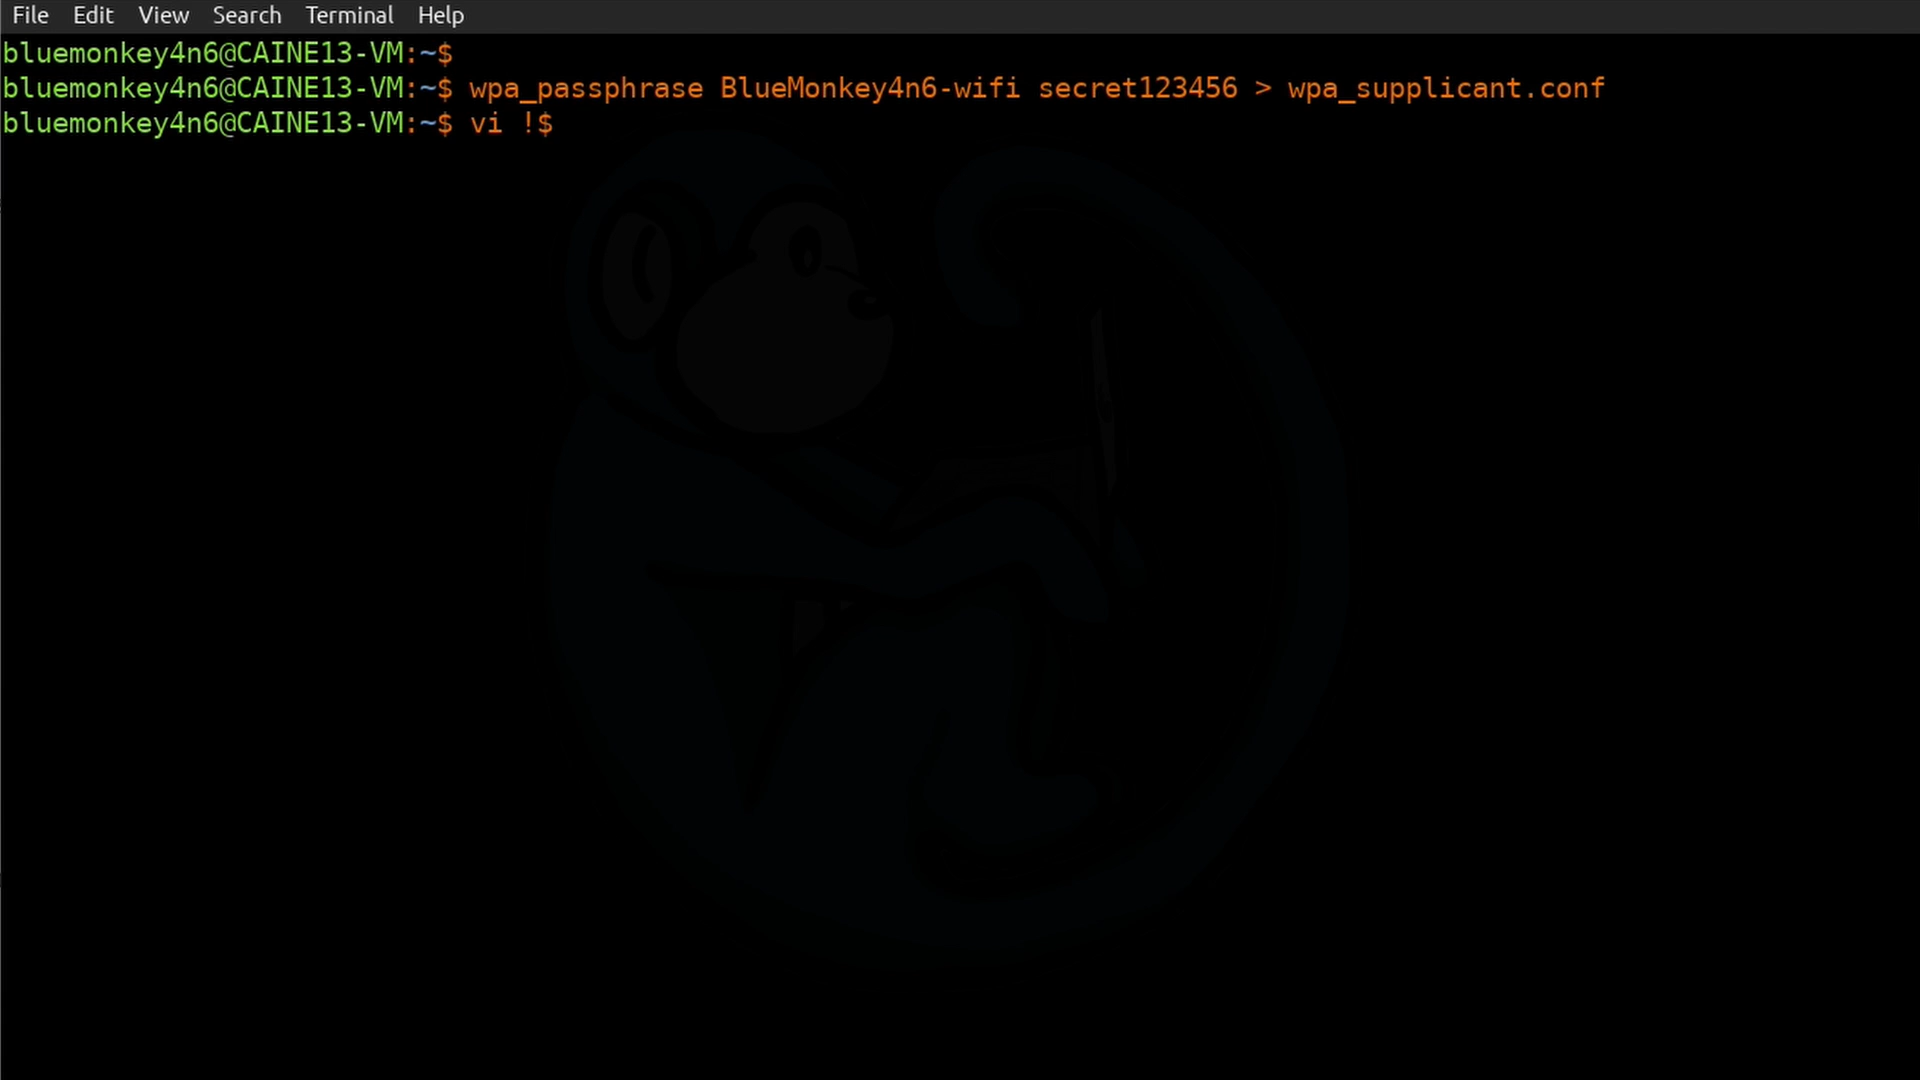 File Edit View Search Terminal Help
bluemonkey4n6@CAINE13-VM:~$
bluemonkey4n6@CAINE13-VM:~$ wpa_passphrase BlueMonkey4n6-wifi secret123456 > wpa_supplicant.conf
bluemonkey4n6@CAINE13-VM:~$ vi !$